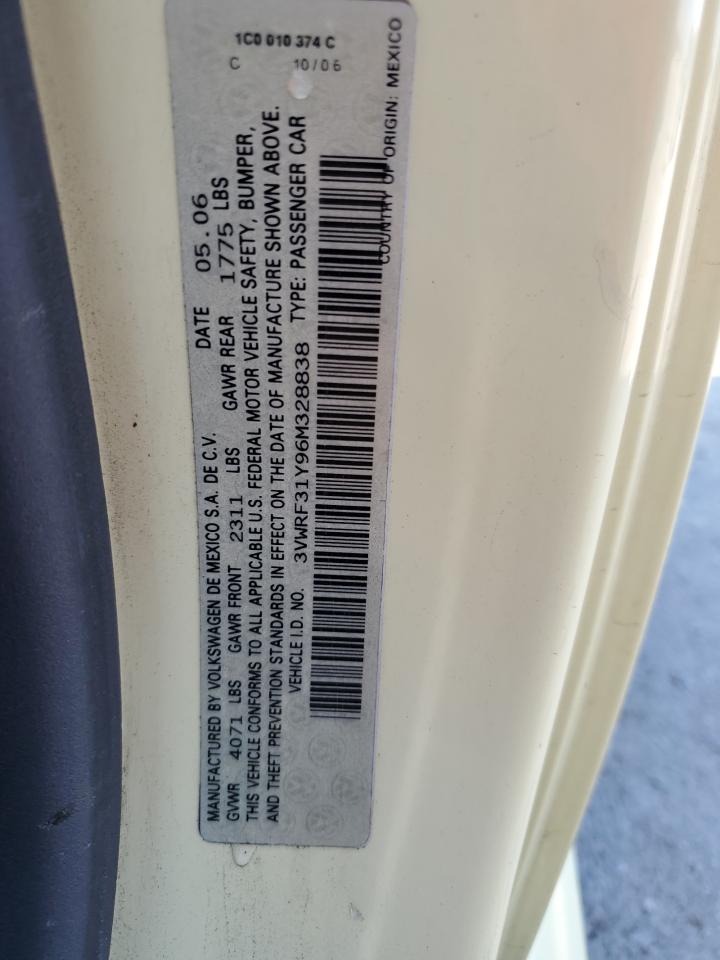 1C0 010 374 C
C 10/06
MANUFACTURED BY VOLKSWAGEN DE MEXICO S.A. DE C.V. DATE 05.06
GVWR 4071 LBS GAWR FRONT 2311 LBS GAWR REAR 1775 LBS
THIS VEHICLE CONFORMS TO ALL APPLICABLE U.S. FEDERAL MOTOR VEHICLE SAFETY, BUMPER,
AND THEFT PREVENTION STANDARDS IN EFFECT ON THE DATE OF MANUFACTURE SHOWN ABOVE.
VEHICLE I.D. NO. 3VWRF31Y96M328838 TYPE: PASSENGER CAR
COUNTRY OF ORIGIN: MEXICO